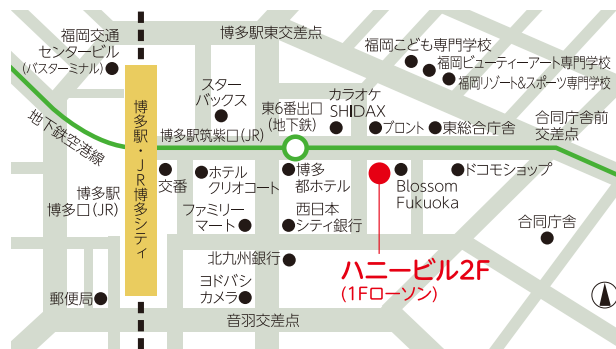 福岡交通
センタービル
(バスターミナル)
博多駅東交差点
福岡こども専門学校
福岡ビューティーアート専門学校
福岡リゾート&スポーツ専門学校
スター
バックス
カラオケ
SHIDAX
東6番出口
(地下鉄)
ブロント
東総合庁舎
合同庁舎前
交差点
地下鉄空港線
博多駅・JR博多シティ
博多駅筑紫口(JR)
交番
ホテル
クリオコート
博多
都ホテル
Blossom
Fukuoka
ドコモショップ
博多駅
博多口(JR)
ファミリー
マート
西日本
シティ銀行
合同庁舎
北九州銀行
ハニービル2F
(1Fローソン)
ヨドバシ
カメラ
郵便局
音羽交差点